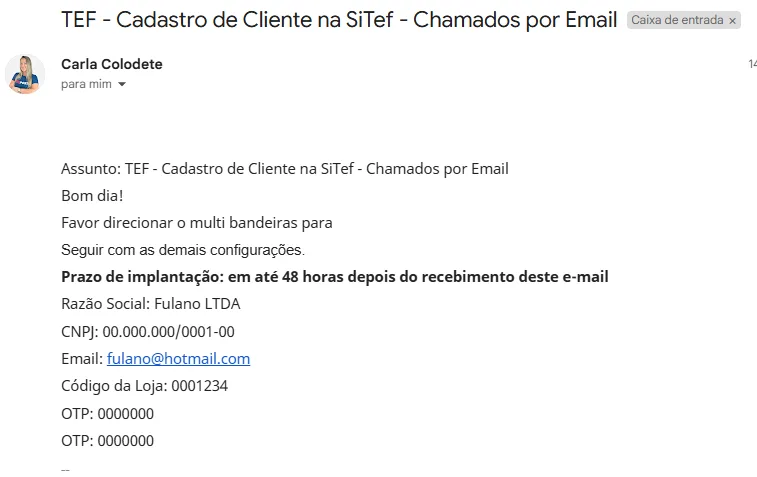 TEF - Cadastro de Cliente na SiTef - Chamados por Email Caixa de entrada ×
Carla Colodete
14
para mim
Assunto: TEF - Cadastro de Cliente na SiTef - Chamados por Email
Bom dia!
Favor direcionar o multi bandeiras para
Seguir com as demais configurações.
Prazo de implantação: em até 48 horas depois do recebimento deste e-mail
Razão Social: Fulano LTDA
CNPJ: 00.000.000/0001-00
Email: fulano@hotmail.com
Código da Loja: 0001234
OTP: 0000000
OTP: 0000000
--